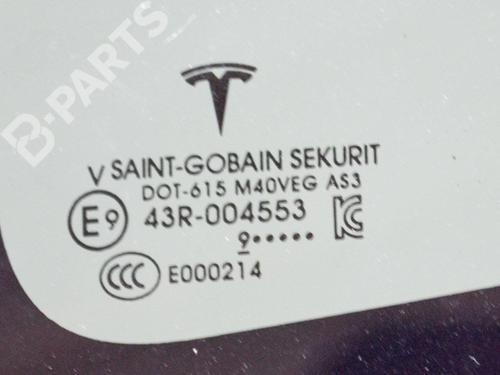 B-PARTS
V SAINT-GOBAIN SEKURIT
DOT-615 M40VEG AS3
E9 43R-004553
9•••••
CCC E000214